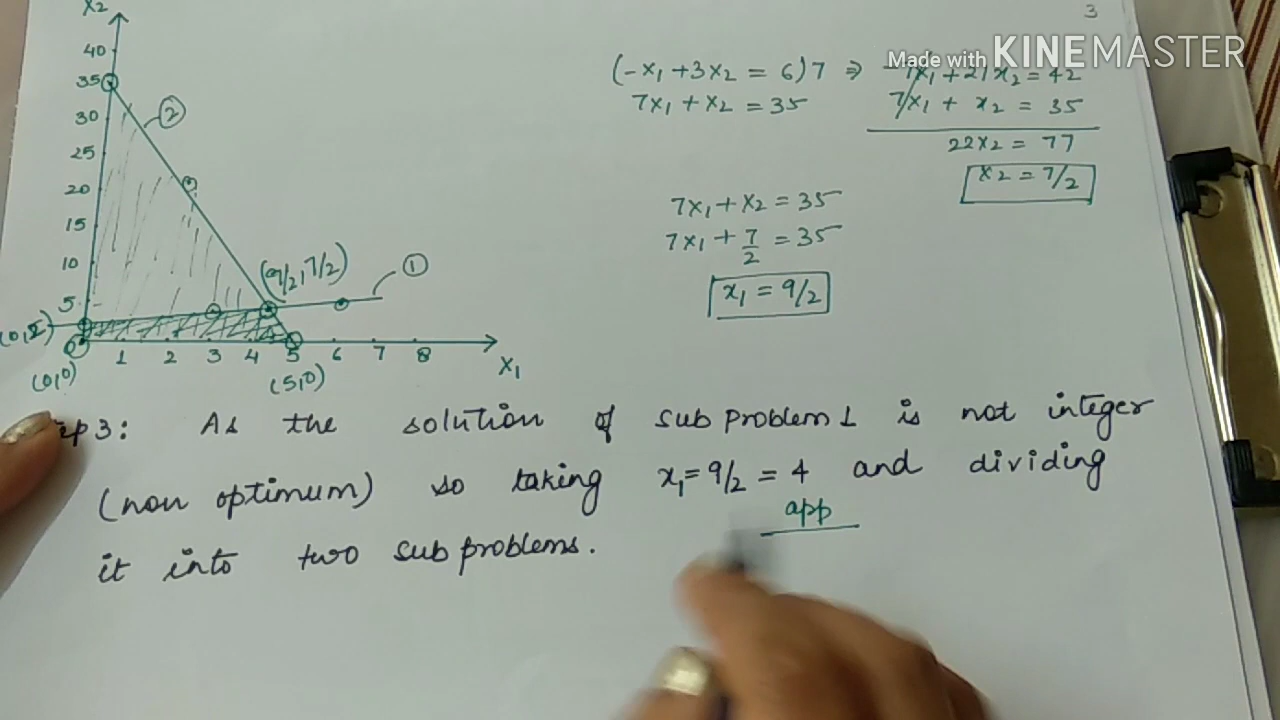 3
Made with KINEMASTER
(-x₁ + 3x₂ = 6)7 ⇒ -7x₁ + 21x₂ = 42
7x₁ + x₂ = 35
7x₁ + x₂ = 35
22x₂ = 77
x₂ = 7/2
7x₁ + x₂ = 35
7x₁ + 7/2 = 35
x₁ = 9/2
x₂
40
35
30
25
20
15
10
5
0
1 2 3 4 5 6 7 8
x₁
②
(9/2, 7/2)
①
(0,0)
(5,0)
ep 3: As the solution of sub problem 1 is not integer
(non optimum) so taking x₁ = 9/2 = 4 and dividing
app
it into two sub problems.